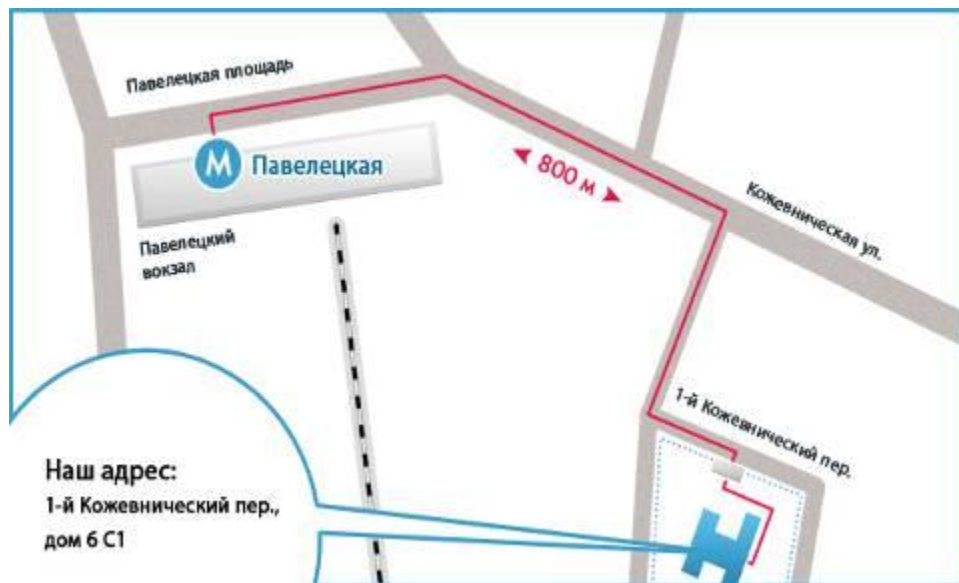 Павелецкая площадь
М
Павелецкая
Павелецкий
вокзал
800 м
Кожевническая ул.
1-й Кожевнический пер.
Наш адрес:
1-й Кожевнический пер.,
дом 6 С1